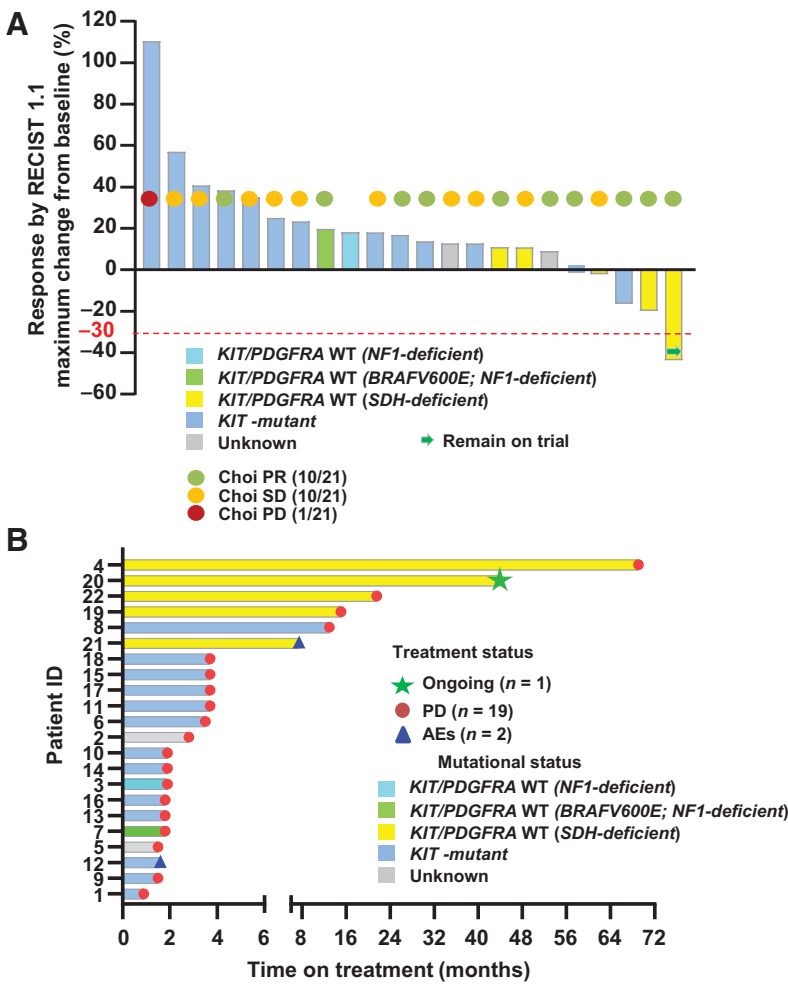 A
Response by RECIST 1.1
maximum change from baseline (%)
120
100
80
60
40
20
0
−20
−30
−40
−60
KIT/PDGFRA WT (NF1-deficient)
KIT/PDGFRA WT (BRAFV600E; NF1-deficient)
KIT/PDGFRA WT (SDH-deficient)
KIT -mutant
Unknown
Remain on trial
Choi PR (10/21)
Choi SD (10/21)
Choi PD (1/21)
B
Patient ID
4
20
22
19
8
21
18
15
17
11
6
2
10
14
3
16
13
7
5
12
9
1
Treatment status
Ongoing (n = 1)
PD (n = 19)
AEs (n = 2)
Mutational status
KIT/PDGFRA WT (NF1-deficient)
KIT/PDGFRA WT (BRAFV600E; NF1-deficient)
KIT/PDGFRA WT (SDH-deficient)
KIT -mutant
Unknown
0 2 4 6 8 16 24 32 40 48 56 64 72
Time on treatment (months)